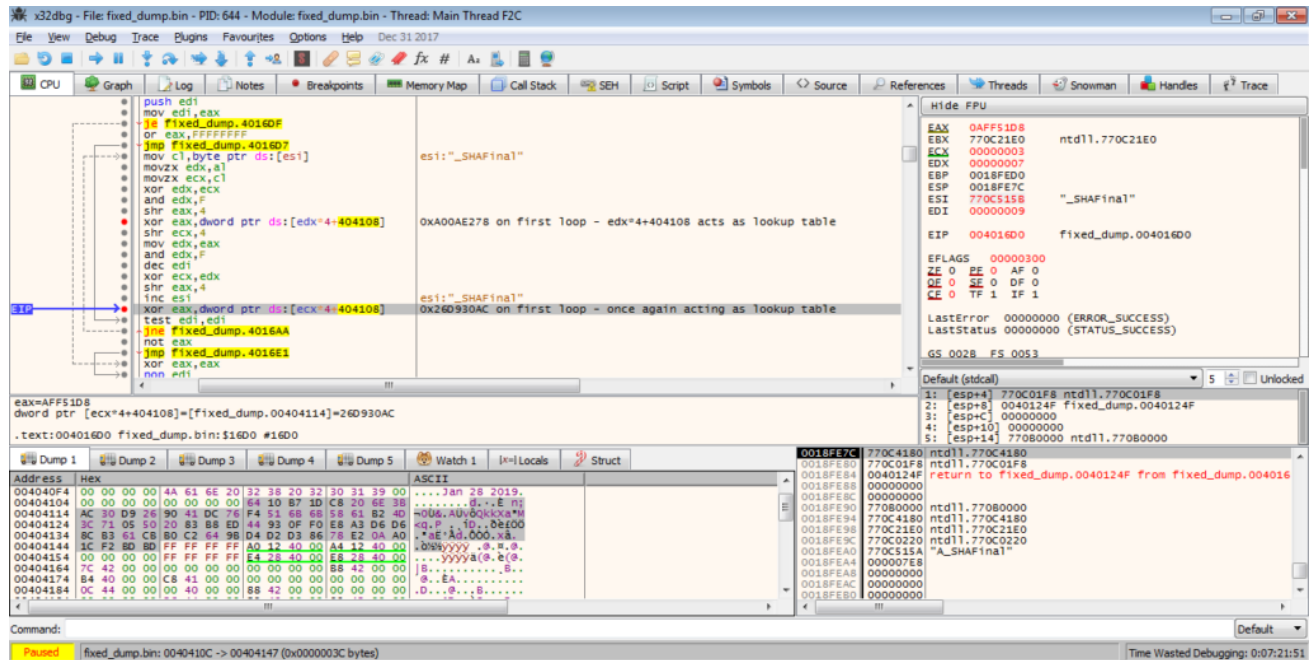 x32dbg - File: fixed_dump.bin - PID: 644 - Module: fixed_dump.bin - Thread: Main Thread F2C
File View Debug Trace Plugins Favourites Options Help Dec 31 2017
CPU Graph Log Notes Breakpoints Memory Map Call Stack SEH Script Symbols Source References Threads Snowman Handles Trace
push edi
mov edi,eax
je fixed_dump.4016DF
or eax,FFFFFFFF
jmp fixed_dump.4016D7
mov cl,byte ptr ds:[esi] esi:"_SHAFinal"
movzx edx,al
movzx ecx,cl
xor edx,ecx
and edx,F
shr eax,4
xor eax,dword ptr ds:[edx*4+404108] 0xA00AE278 on first loop - edx*4+404108 acts as lookup table
shr ecx,4
mov edx,eax
and edx,F
dec edi
xor ecx,edx
shr eax,4
inc esi esi:"_SHAFinal"
EIP xor eax,dword ptr ds:[ecx*4+404108] 0x26D930AC on first loop - once again acting as lookup table
test edi,edi
jne fixed_dump.4016AA
not eax
jmp fixed_dump.4016E1
xor eax,eax
pop edi
Hide FPU
EAX 0AFF51D8
EBX 770C21E0 ntdll.770C21E0
ECX 00000003
EDX 00000007
EBP 0018FED0
ESP 0018FE7C
ESI 770C515B "_SHAFinal"
EDI 00000009
EIP 004016D0 fixed_dump.004016D0
EFLAGS 00000300
ZF 0 PF 0 AF 0
OF 0 SF 0 DF 0
CF 0 TF 1 IF 1
LastError 00000000 (ERROR_SUCCESS)
LastStatus 00000000 (STATUS_SUCCESS)
GS 002B FS 0053
Default (stdcall) 5 Unlocked
1: [esp+4] 770C01F8 ntdll.770C01F8
2: [esp+8] 0040124F fixed_dump.0040124F
3: [esp+C] 00000000
4: [esp+10] 00000000
5: [esp+14] 770B0000 ntdll.770B0000
eax=AFF51D8
dword ptr [ecx*4+404108]=[fixed_dump.00404114]=26D930AC
.text:004016D0 fixed_dump.bin:$16D0 #16D0
Dump 1 Dump 2 Dump 3 Dump 4 Dump 5 Watch 1 [x=] Locals Struct
Address Hex ASCII
004040F4 00 00 00 00 4A 61 6E 20 32 38 20 32 30 31 39 00 ....Jan 28 2019.
00404104 00 00 00 00 00 00 00 00 64 10 B7 1D C8 20 6E 3B ........d.·.È n;
00404114 AC 30 D9 26 90 41 DC 76 F4 51 6B 6B 58 61 B2 4D ¬0Ù&.AÜvôQkkXa²M
00404124 3C 71 05 50 20 83 B8 ED 44 93 0F F0 E8 A3 D6 D6
00404134 8C B3 61 CB B0 C2 64 9B D4 D2 D3 86 78 E2 0A A0
00404144 1C F2 BD BD FF FF FF FF A0 12 40 00 A4 12 40 00 .ò½½ÿÿÿÿ .@.¤.@.
00404154 00 00 00 00 FF FF FF FF E4 28 40 00 E8 28 40 00 ....ÿÿÿÿä(@.è(@.
00404164 7C 42 00 00 00 00 00 00 00 00 00 00 B8 42 00 00 |B..........¸B..
00404174 B4 40 00 00 C8 41 00 00 00 00 00 00 00 00 00 00
00404184 0C 44 00 00 00 40 00 00 88 42 00 00 00 00 00 00 .D...@...B......
0018FE7C 770C4180 ntdll.770C4180
0018FE80 770C01F8 ntdll.770C01F8
0018FE84 0040124F return to fixed_dump.0040124F from fixed_dump.004016
0018FE88 00000000
0018FE8C 00000000
0018FE90 770B0000 ntdll.770B0000
0018FE94 770C4180 ntdll.770C4180
0018FE98 770C21E0 ntdll.770C21E0
0018FE9C 770C0220 ntdll.770C0220
0018FEA0 770C515A "A_SHAFinal"
0018FEA4 000007E8
0018FEA8 00000000
0018FEAC 00000000
0018FEB0 00000000
Command: Default
Paused fixed_dump.bin: 0040410C -> 00404147 (0x0000003C bytes) Time Wasted Debugging: 0:07:21:51